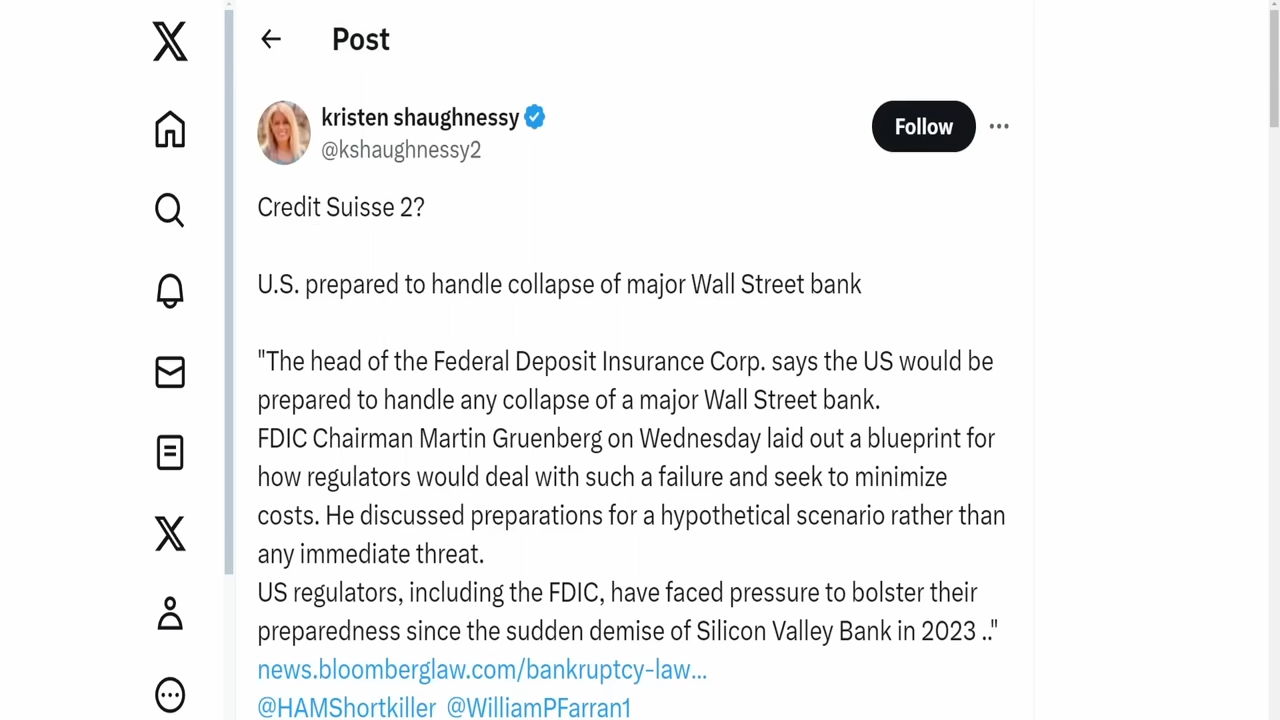 Post
kristen shaughnessy
@kshaughnessy2
Follow
Credit Suisse 2?
U.S. prepared to handle collapse of major Wall Street bank
"The head of the Federal Deposit Insurance Corp. says the US would be
prepared to handle any collapse of a major Wall Street bank.
FDIC Chairman Martin Gruenberg on Wednesday laid out a blueprint for
how regulators would deal with such a failure and seek to minimize
costs. He discussed preparations for a hypothetical scenario rather than
any immediate threat.
US regulators, including the FDIC, have faced pressure to bolster their
preparedness since the sudden demise of Silicon Valley Bank in 2023 .."
news.bloomberglaw.com/bankruptcy-law...
@HAMShortkiller @WilliamPFarran1